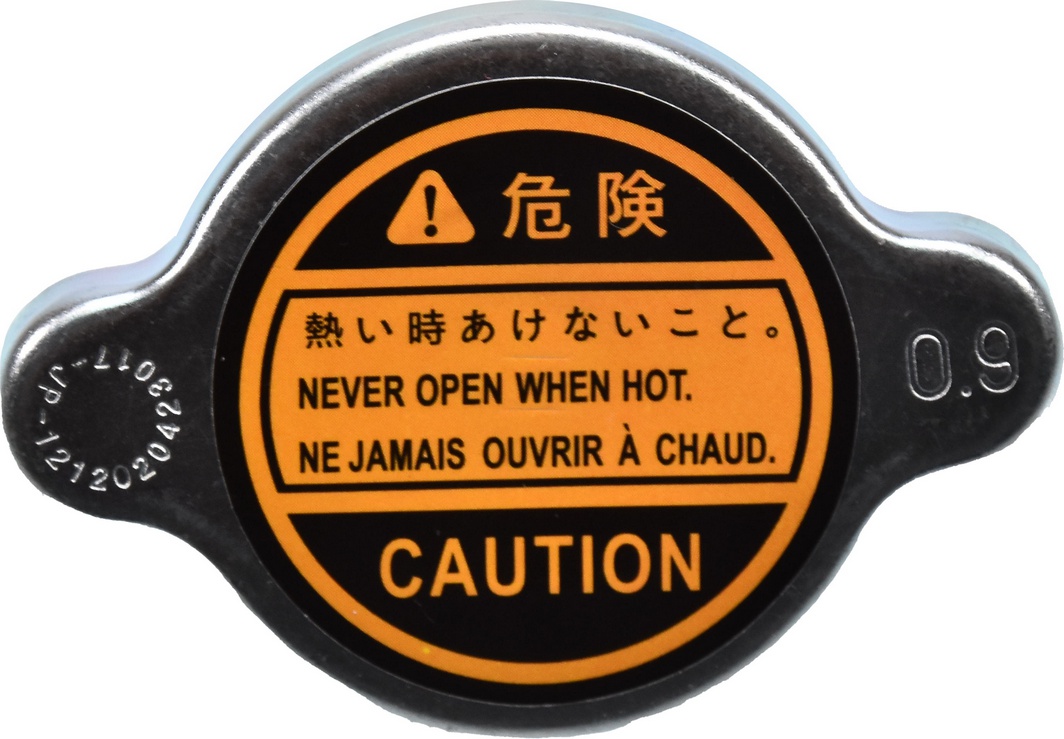 危険
熱い時あけないこと。
NEVER OPEN WHEN HOT.
NE JAMAIS OUVRIR À CHAUD.
CAUTION
0.9